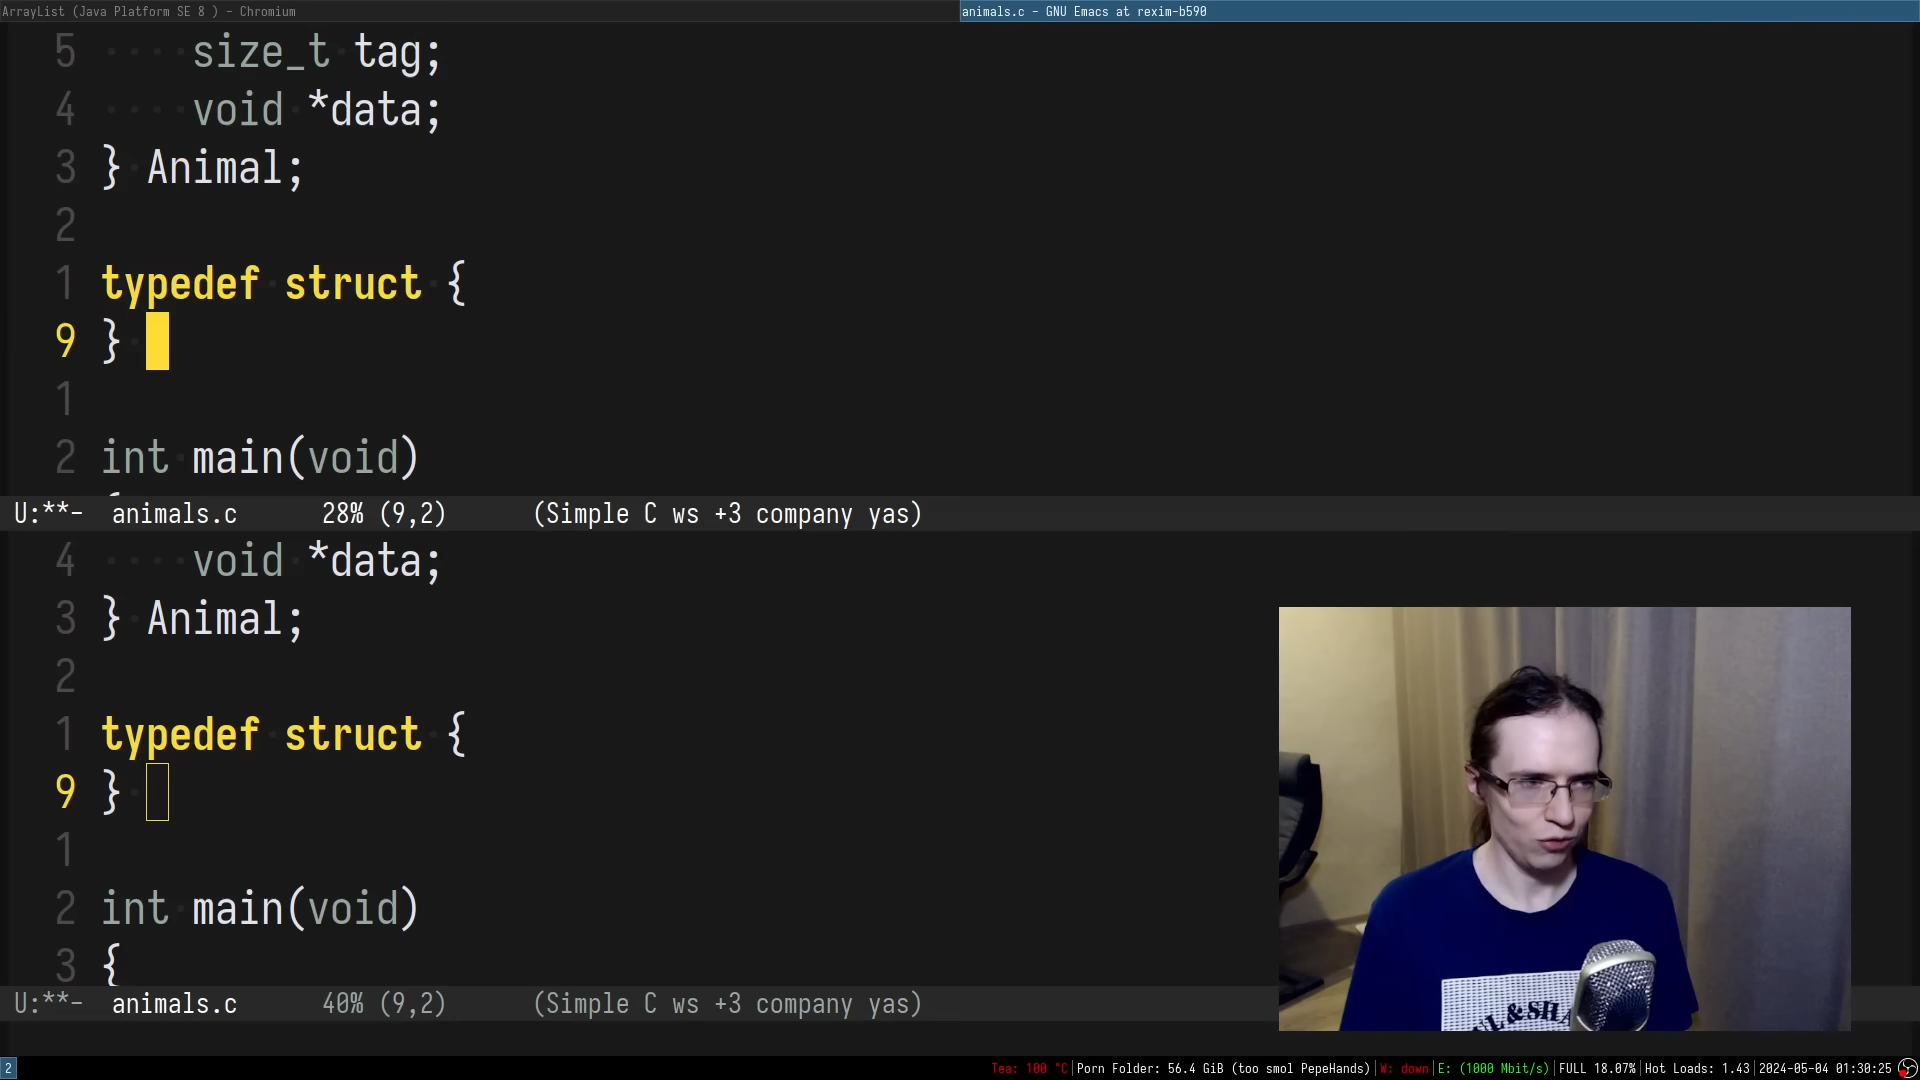 ArrayList (Java Platform SE 8 ) - Chromium
animals.c - GNU Emacs at rexim-b590
5 ····size_t·tag;
4 ····void·*data;
3 }·Animal;
2
1 typedef·struct·{
9 }·
1
2 int·main(void)
U:**- animals.c 28% (9,2) (Simple C ws +3 company yas)
4 ····void·*data;
3 }·Animal;
2
1 typedef·struct·{
9 }·
1
2 int·main(void)
3 {
U:**- animals.c 40% (9,2) (Simple C ws +3 company yas)
L&SHA
2
Tea: 100 °C|Porn Folder: 56.4 GiB (too smol PepeHands)|W: down|E: (1000 Mbit/s)|FULL 18.07%|Hot Loads: 1.43|2024-05-04 01:30:25